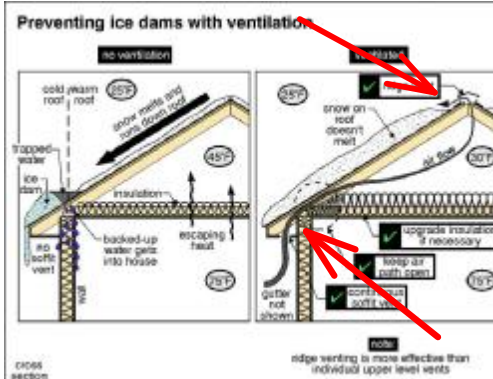 Preventing ice dams with ventilation
no ventilation
ventilated
cold roof
warm roof
25°F
snow melts and
runs down roof
trapped
water
ice
dam
45°F
insulation
no
soffit
vent
backed-up
water gets
into house
escaping
heat
wall
75°F
25°F
snow on
roof
doesn't
melt
air flow
30°F
upgrade insulation
if necessary
keep air
path open
continuous
soffit vent
gutter
not
shown
75°F
note:
ridge venting is more effective than
individual upper level vents
cross
section